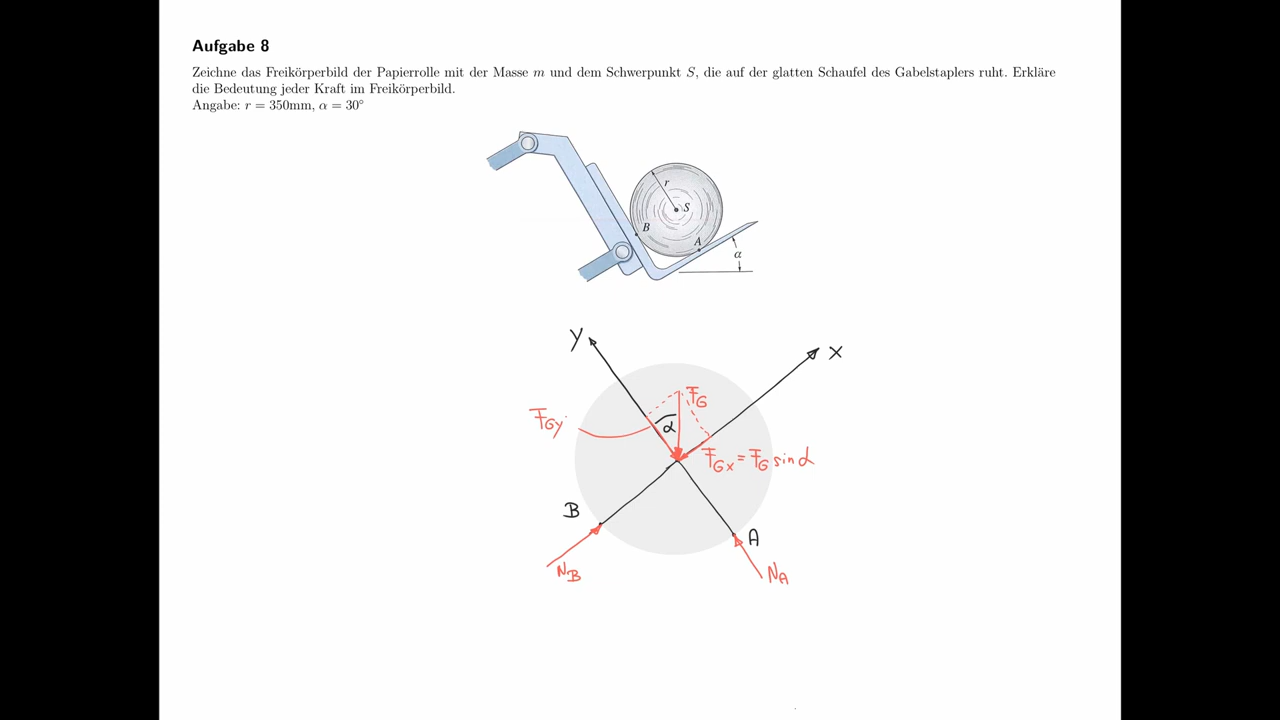 Aufgabe 8
Zeichne das Freikörperbild der Papierrolle mit der Masse m und dem Schwerpunkt S, die auf der glatten Schaufel des Gabelstaplers ruht. Erkläre
die Bedeutung jeder Kraft im Freikörperbild.
Angabe: r = 350mm, α = 30°
r
S
B
A
α
y
x
F_G
F_Gy
α
F_Gx = F_G sin α
B
A
N_B
N_A